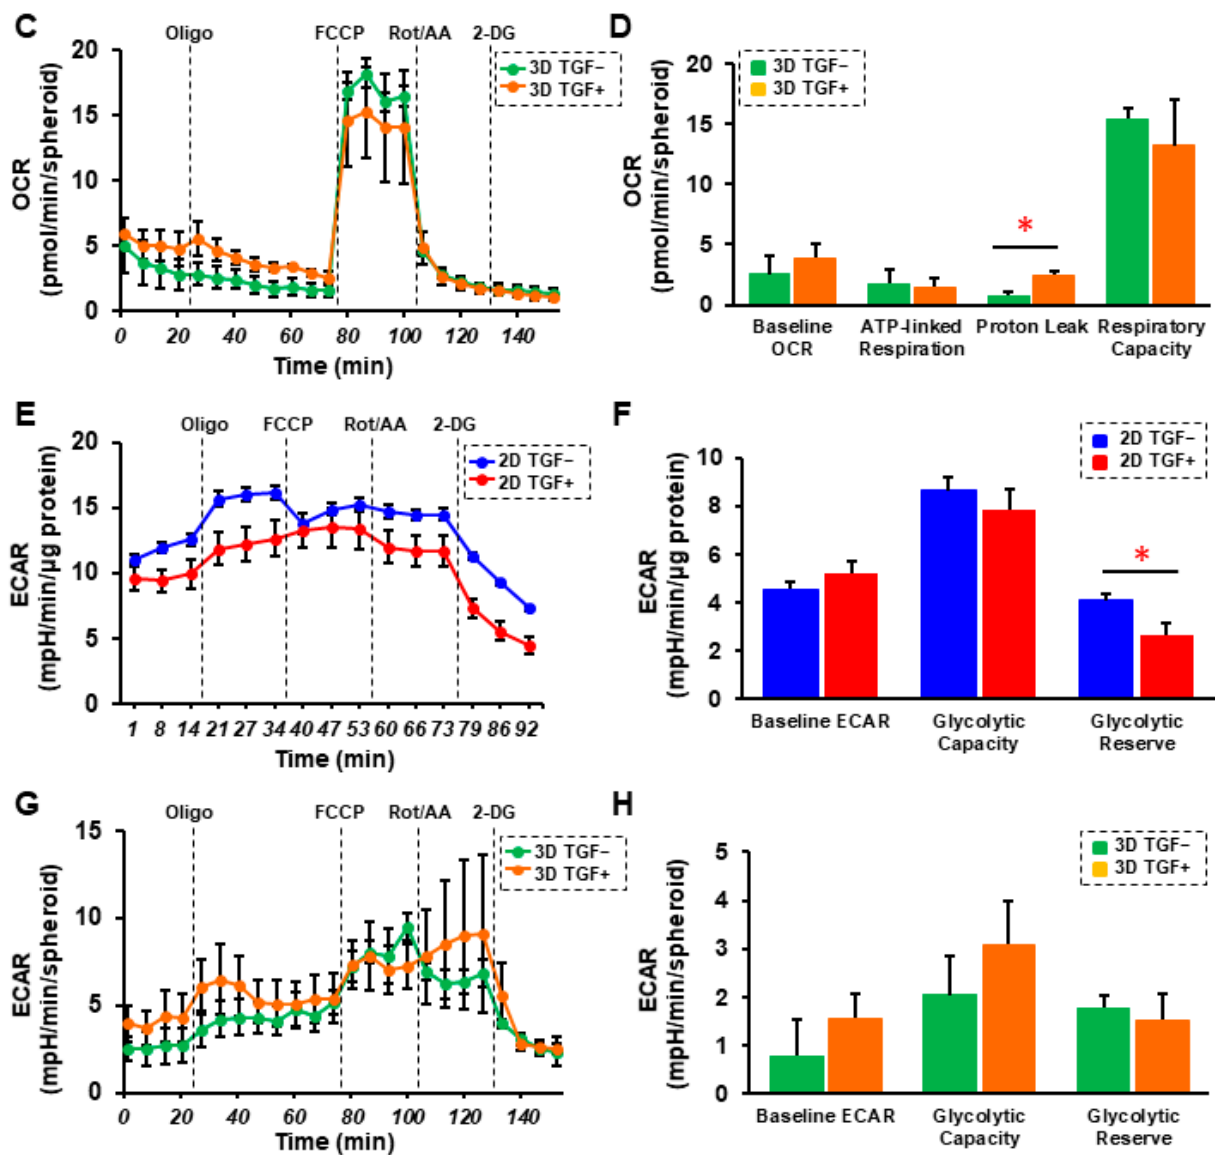 C
Oligo
FCCP
Rot/AA
2-DG
20
15
10
5
0
OCR
(pmol/min/spheroid)
3D TGF−
3D TGF+
0 20 40 60 80 100 120 140
Time (min)
D
20
15
10
5
0
OCR
(pmol/min/spheroid)
3D TGF−
3D TGF+
*
Baseline
OCR
ATP-linked
Respiration
Proton Leak
Respiratory
Capacity
E
Oligo
FCCP
Rot/AA
2-DG
20
15
10
5
0
ECAR
(mpH/min/µg protein)
2D TGF−
2D TGF+
1 8 14 21 27 34 40 47 53 60 66 73 79 86 92
Time (min)
F
10
8
6
4
2
0
ECAR
(mpH/min/µg protein)
2D TGF−
2D TGF+
*
Baseline ECAR
Glycolytic
Capacity
Glycolytic
Reserve
G
Oligo
FCCP
Rot/AA
2-DG
15
10
5
0
ECAR
(mpH/min/spheroid)
3D TGF−
3D TGF+
0 20 40 60 80 100 120 140
Time (min)
H
5
4
3
2
1
0
ECAR
(mpH/min/spheroid)
3D TGF−
3D TGF+
Baseline ECAR
Glycolytic
Capacity
Glycolytic
Reserve